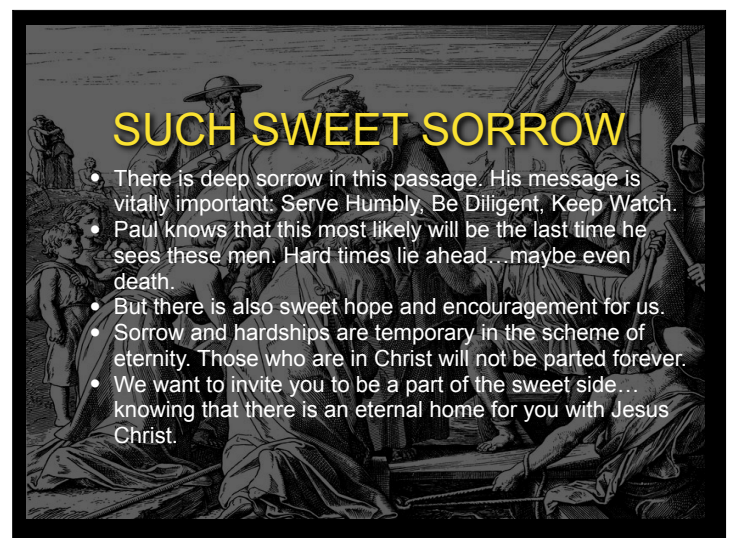 SUCH SWEET SORROW
• There is deep sorrow in this passage. His message is
vitally important: Serve Humbly, Be Diligent, Keep Watch.
• Paul knows that this most likely will be the last time he
sees these men. Hard times lie ahead…maybe even
death.
• But there is also sweet hope and encouragement for us.
• Sorrow and hardships are temporary in the scheme of
eternity. Those who are in Christ will not be parted forever.
• We want to invite you to be a part of the sweet side…
knowing that there is an eternal home for you with Jesus
Christ.